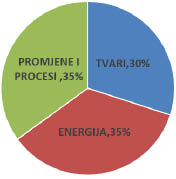 PROMJENE I
PROCESI ,35%
TVARI,30%
ENERGIJA,35%